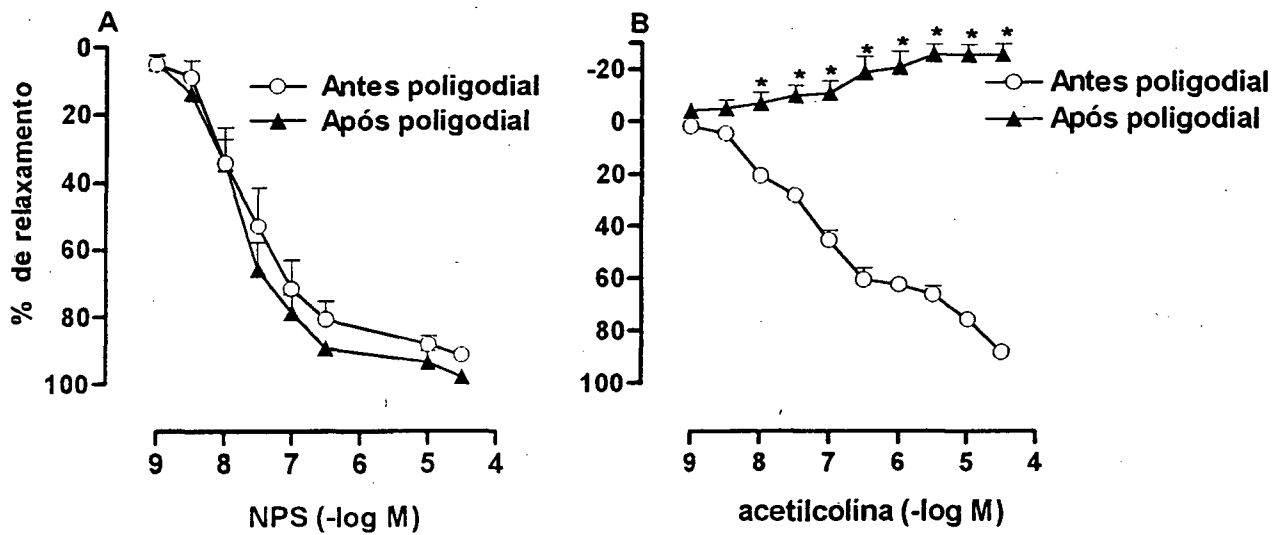 A
% de relaxamento
0
20
40
60
80
100
Antes poligodial
Após poligodial
9 8 7 6 5 4
NPS (-log M)
B
-20
0
20
40
60
80
100
* * * * * * * *
Antes poligodial
Após poligodial
9 8 7 6 5 4
acetilcolina (-log M)